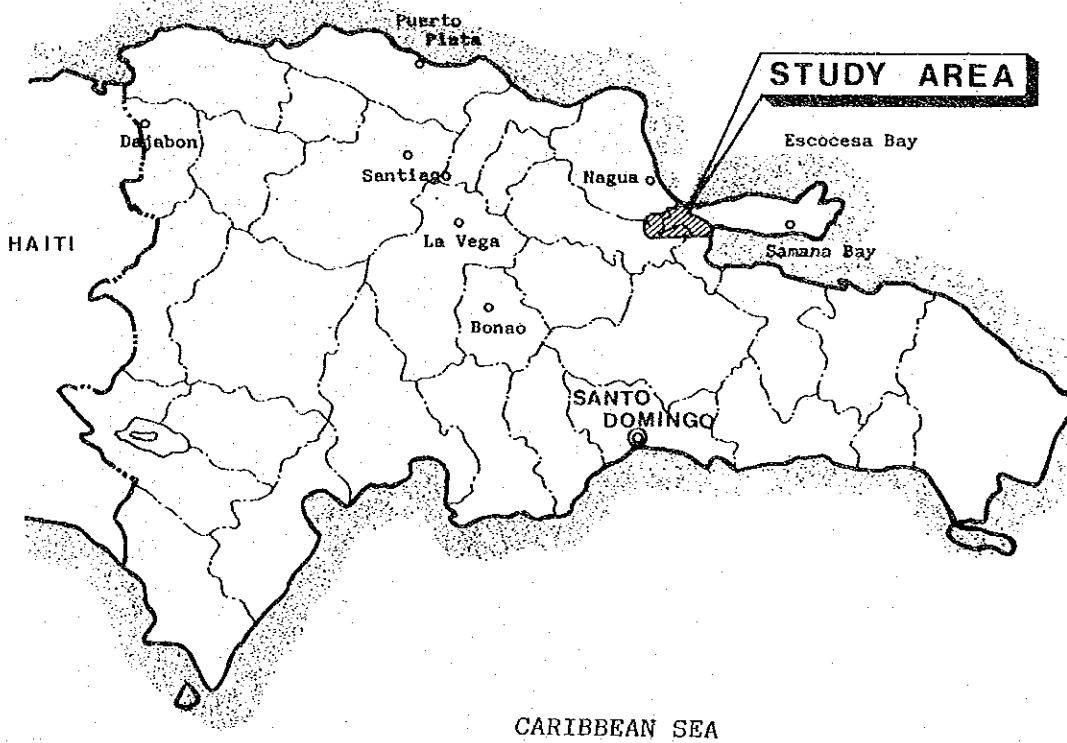 Puerto
Plata
STUDY AREA
Escocesa Bay
Dajabon
Santiago
Nagua
HAITI
La Vega
Samana Bay
Bonao
SANTO
DOMINGO
CARIBBEAN SEA